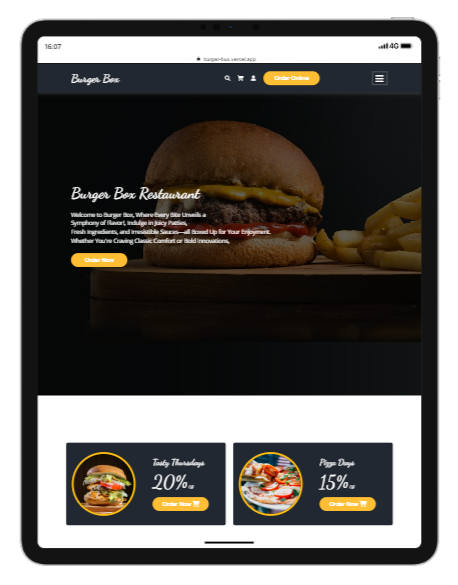 16:07
4G
burger-bux.vercel.app
Burger Box
Order Online
Burger Box Restaurant
Welcome to Burger Box, Where Every Bite Unveils a
Symphony of Flavor!, Indulge in Juicy Patties,
Fresh Ingredients, and Irresistible Sauces—all Boxed Up for Your Enjoyment.
Whether You're Craving Classic Comfort or Bold Innovations,
Order Now
Tasty Thursdays
20%
Order Now
Pizza Days
15%
Order Now